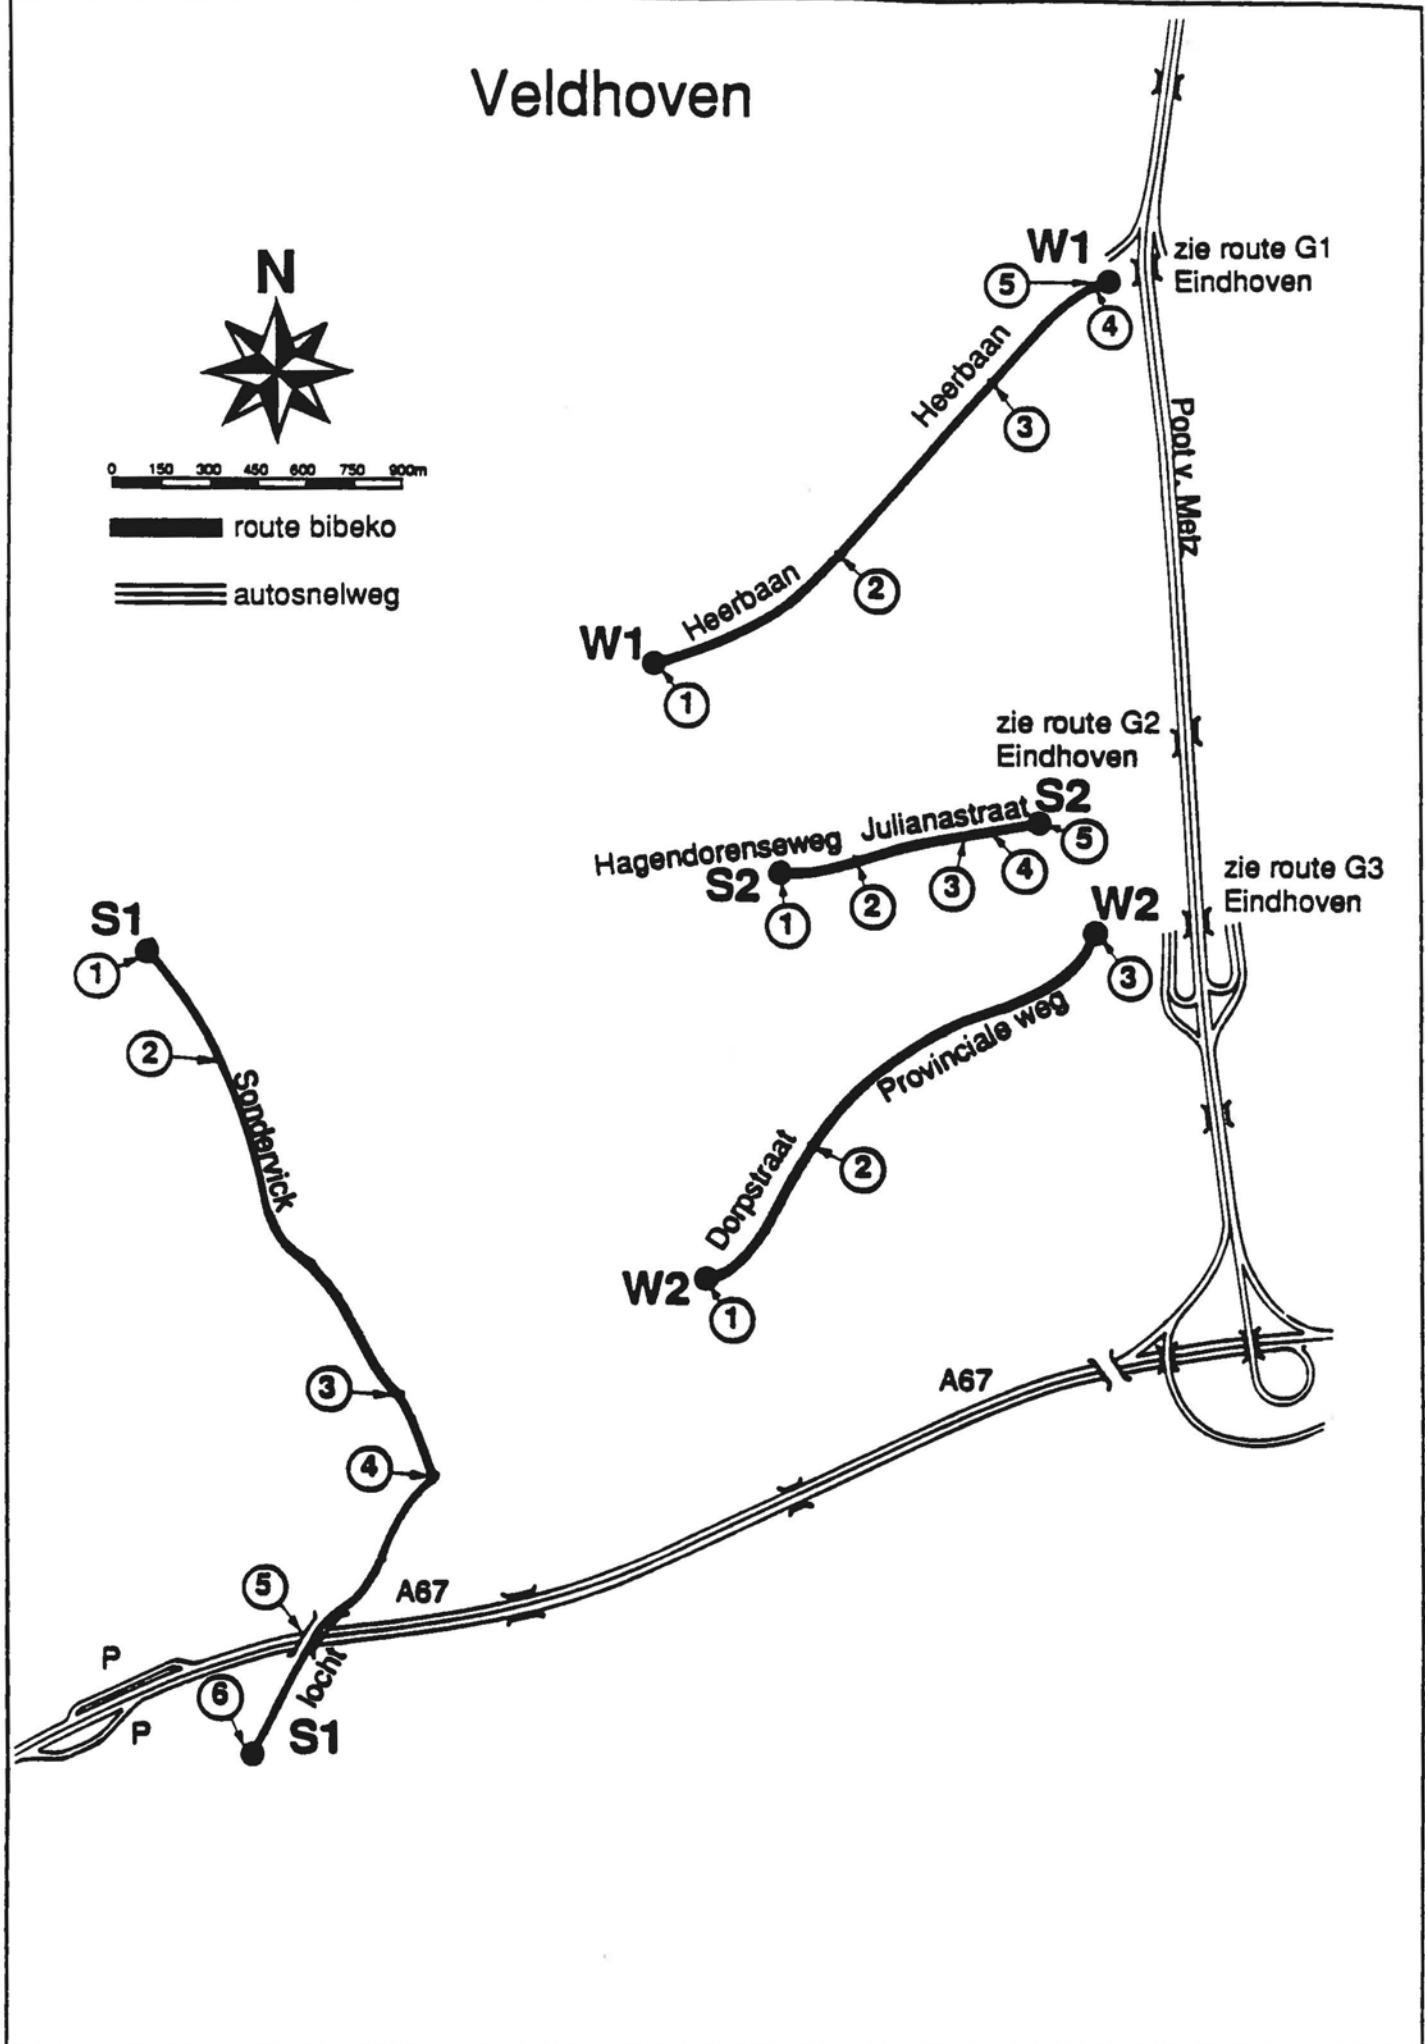 Veldhoven
N
0 150 300 450 600 750 900m
route bibeko
autosnelweg
W1
zie route G1
Eindhoven
5
4
Heerbaan
3
Poot v. Metz
Heerbaan
2
W1
1
zie route G2
Eindhoven
S2
Julianastraat
Hagendorenseweg
S2
1
2
3
4
5
zie route G3
Eindhoven
W2
3
Provinciale weg
Dorpstraat
2
W2
1
S1
1
2
Sondervick
3
4
A67
A67
5
locht
P
P
6
S1